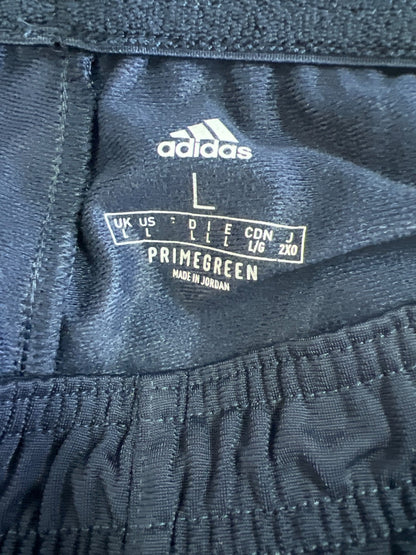 adidas
L
UK US D I E CDN J
L L L L L L/G 2XO
PRIMEGREEN
MADE IN JORDAN